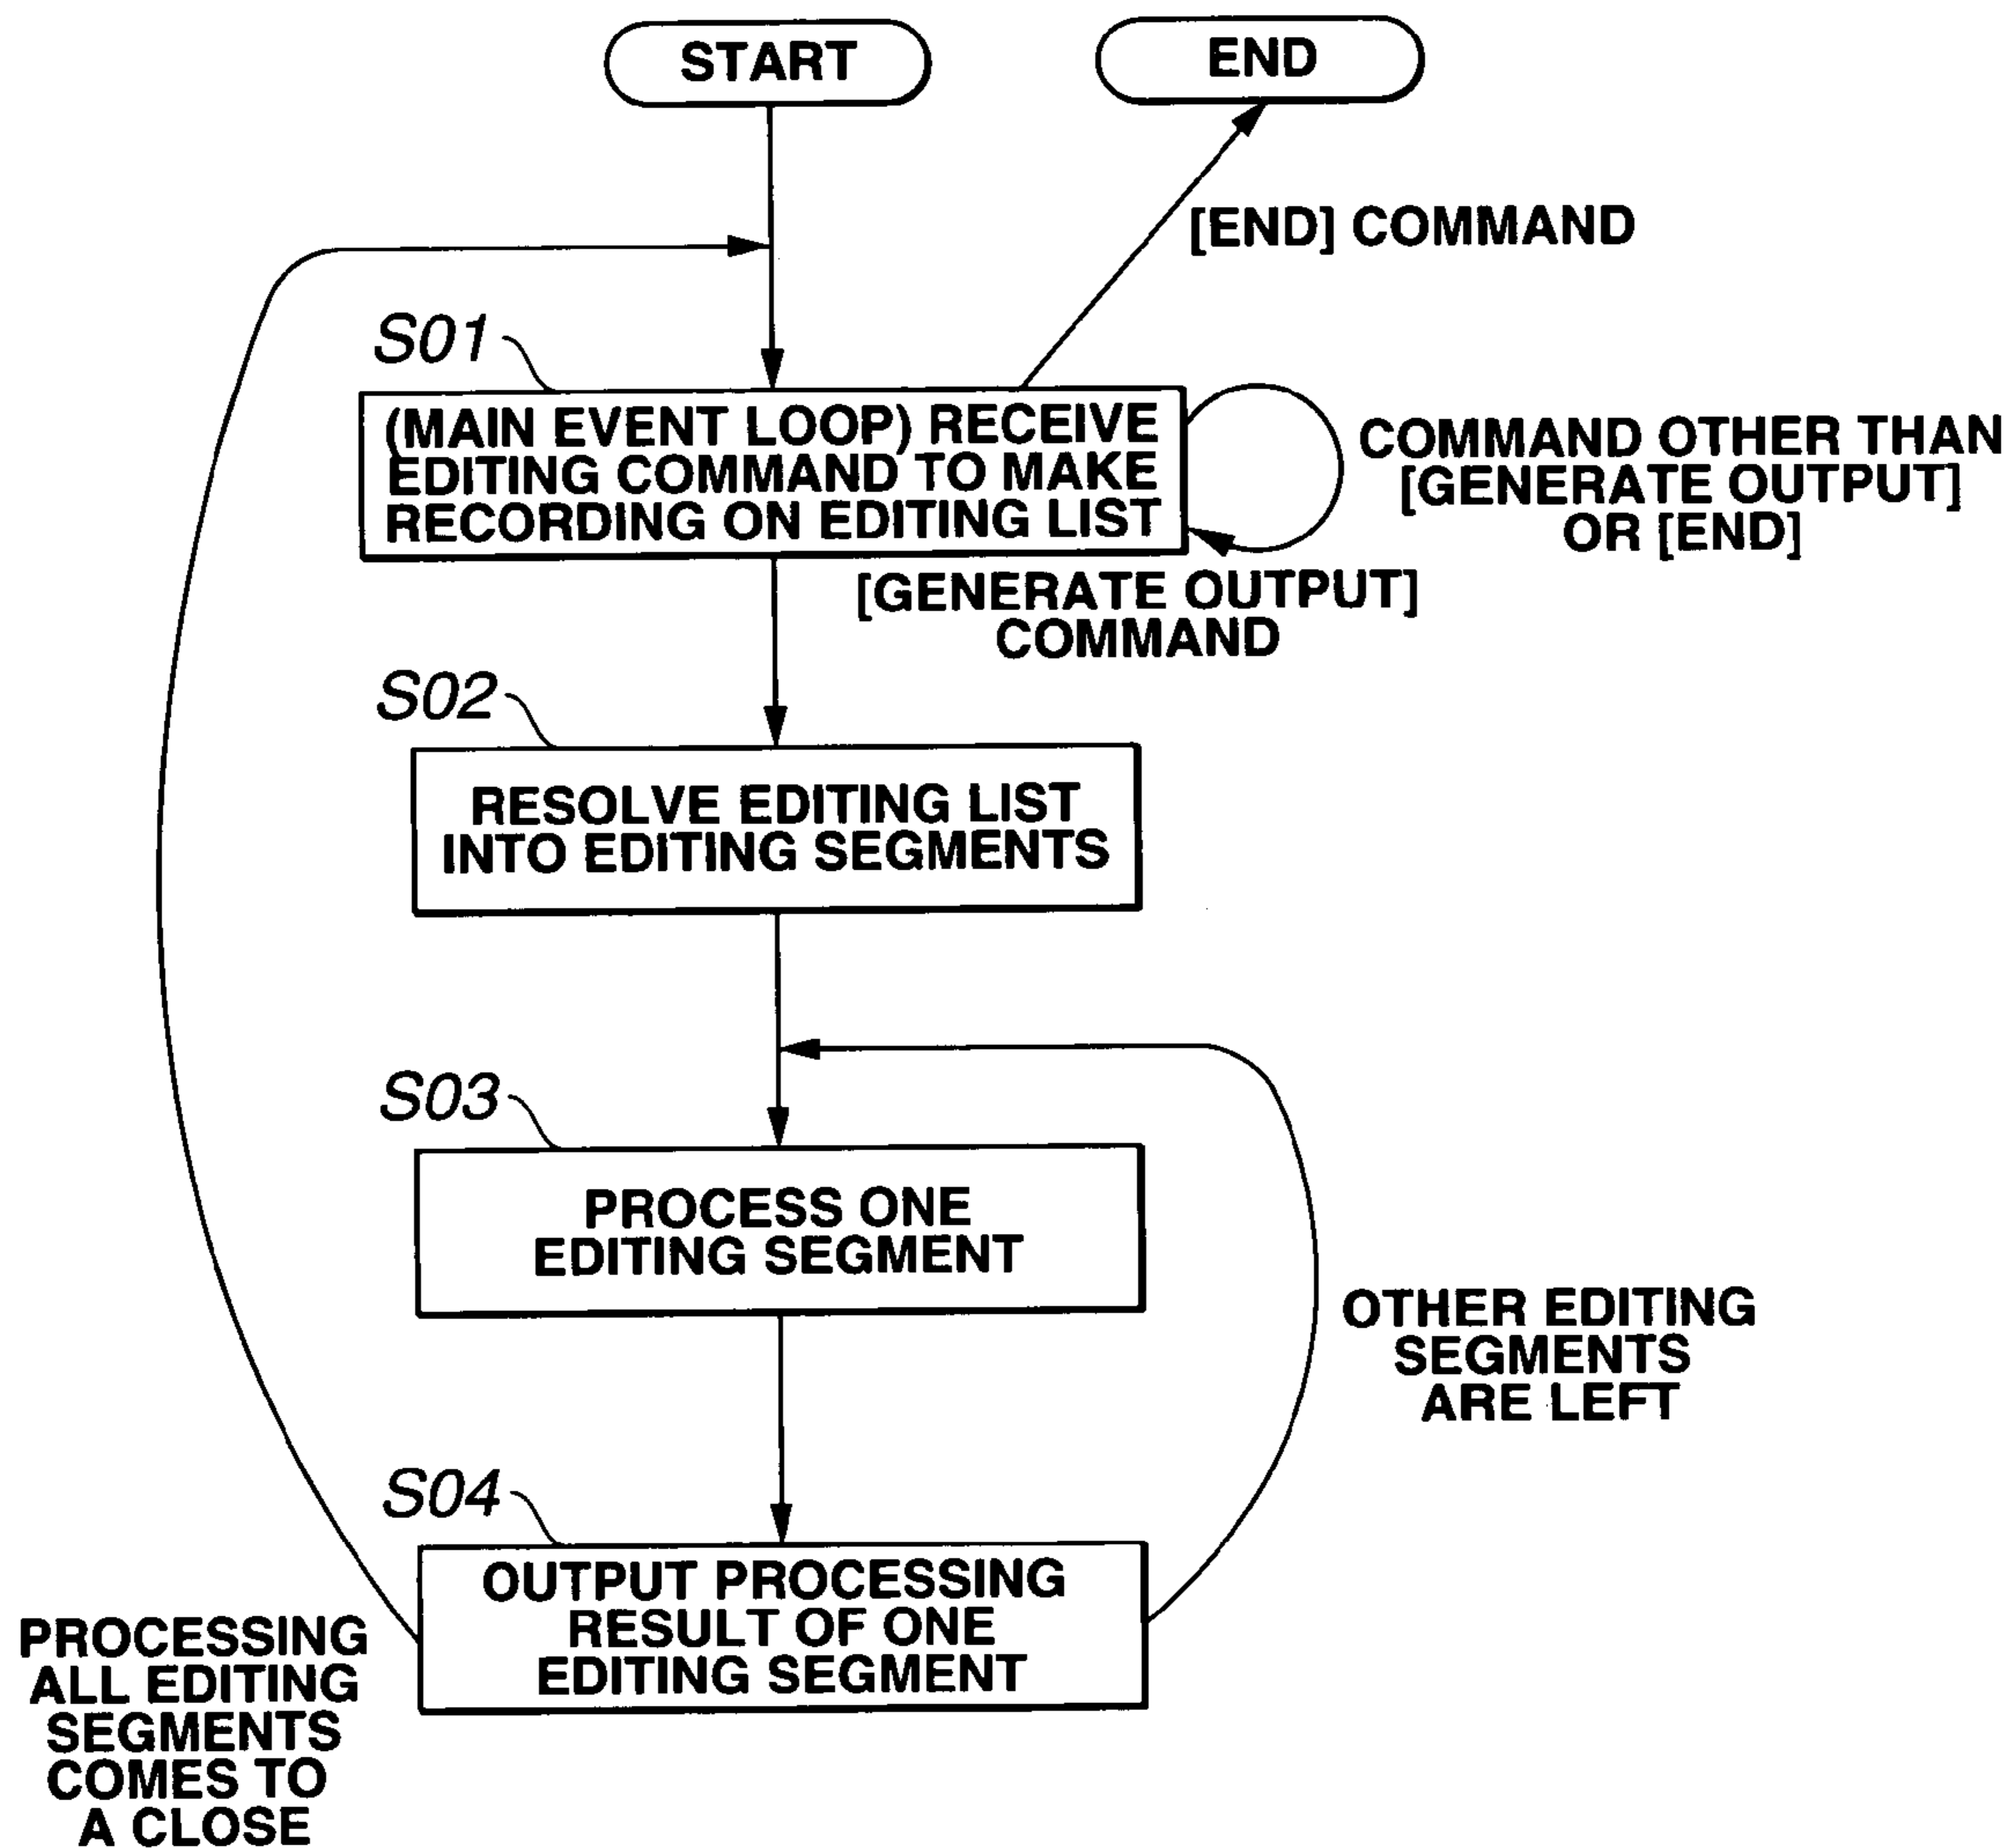 START
END
[END] COMMAND
S01
(MAIN EVENT LOOP) RECEIVE
EDITING COMMAND TO MAKE
RECORDING ON EDITING LIST
COMMAND OTHER THAN
[GENERATE OUTPUT]
OR [END]
[GENERATE OUTPUT]
COMMAND
S02
RESOLVE EDITING LIST
INTO EDITING SEGMENTS
S03
PROCESS ONE
EDITING SEGMENT
OTHER EDITING
SEGMENTS
ARE LEFT
S04
OUTPUT PROCESSING
RESULT OF ONE
EDITING SEGMENT
PROCESSING
ALL EDITING
SEGMENTS
COMES TO
A CLOSE